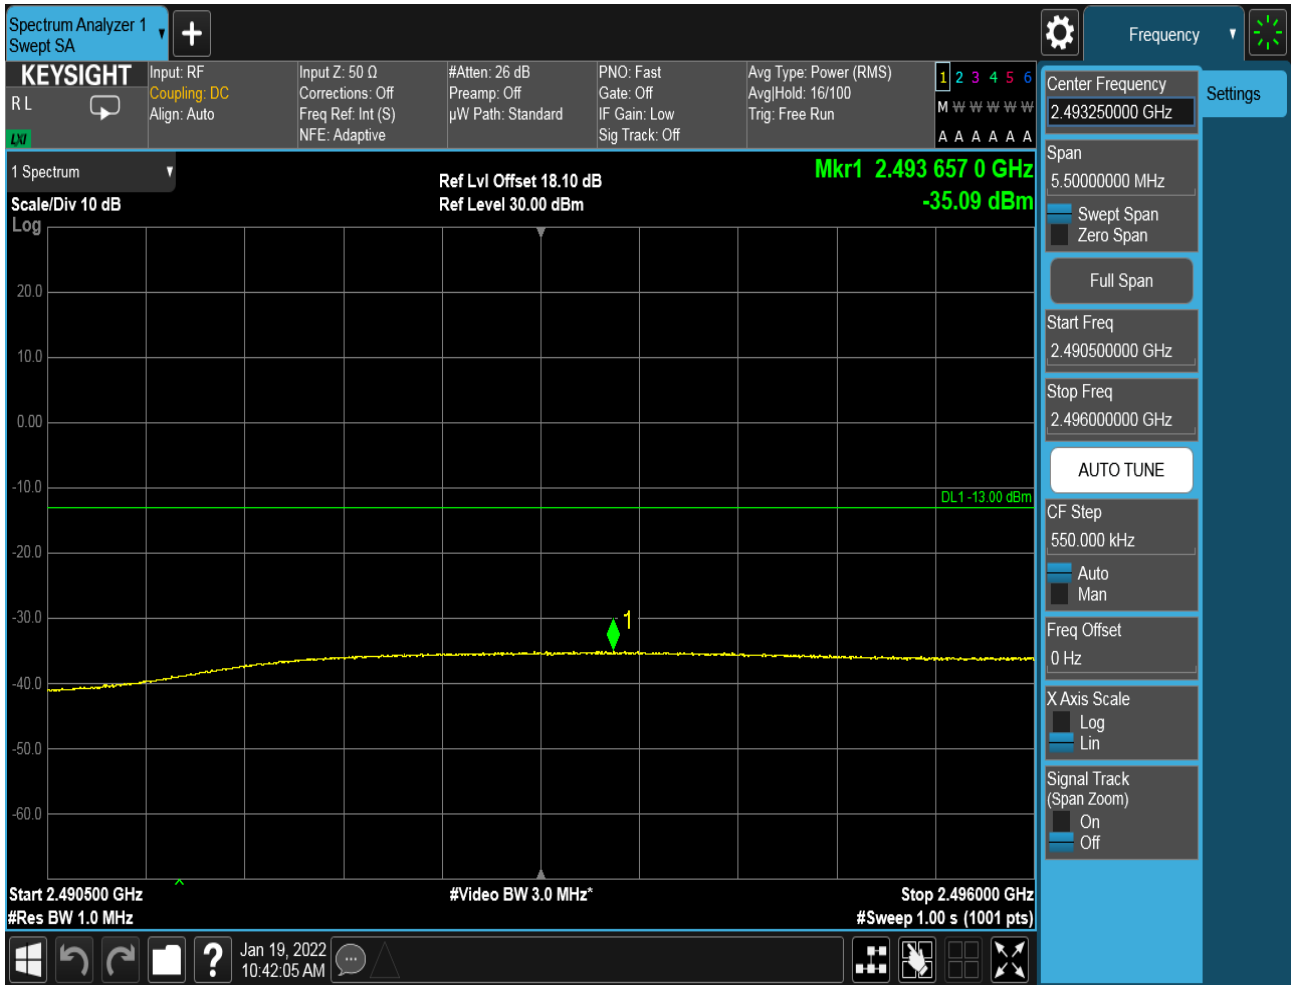 Spectrum Analyzer 1
Swept SA
Frequency
KEYSIGHT
R L
LXI
Input: RF
Coupling: DC
Align: Auto
Input Z: 50 Ω
Corrections: Off
Freq Ref: Int (S)
NFE: Adaptive
#Atten: 26 dB
Preamp: Off
µW Path: Standard
PNO: Fast
Gate: Off
IF Gain: Low
Sig Track: Off
Avg Type: Power (RMS)
Avg|Hold: 16/100
Trig: Free Run
1 2 3 4 5 6
M W W W W W
A A A A A A
1 Spectrum
Scale/Div 10 dB
Log
Ref Lvl Offset 18.10 dB
Ref Level 30.00 dBm
Mkr1 2.493 657 0 GHz
-35.09 dBm
20.0
10.0
0.00
-10.0
DL1 -13.00 dBm
-20.0
-30.0
1
-40.0
-50.0
-60.0
Start 2.490500 GHz
#Res BW 1.0 MHz
#Video BW 3.0 MHz*
Stop 2.496000 GHz
#Sweep 1.00 s (1001 pts)
Jan 19, 2022
10:42:05 AM
?
Center Frequency
2.493250000 GHz
Settings
Span
5.50000000 MHz
Swept Span
Zero Span
Full Span
Start Freq
2.490500000 GHz
Stop Freq
2.496000000 GHz
AUTO TUNE
CF Step
550.000 kHz
Auto
Man
Freq Offset
0 Hz
X Axis Scale
Log
Lin
Signal Track
(Span Zoom)
On
Off